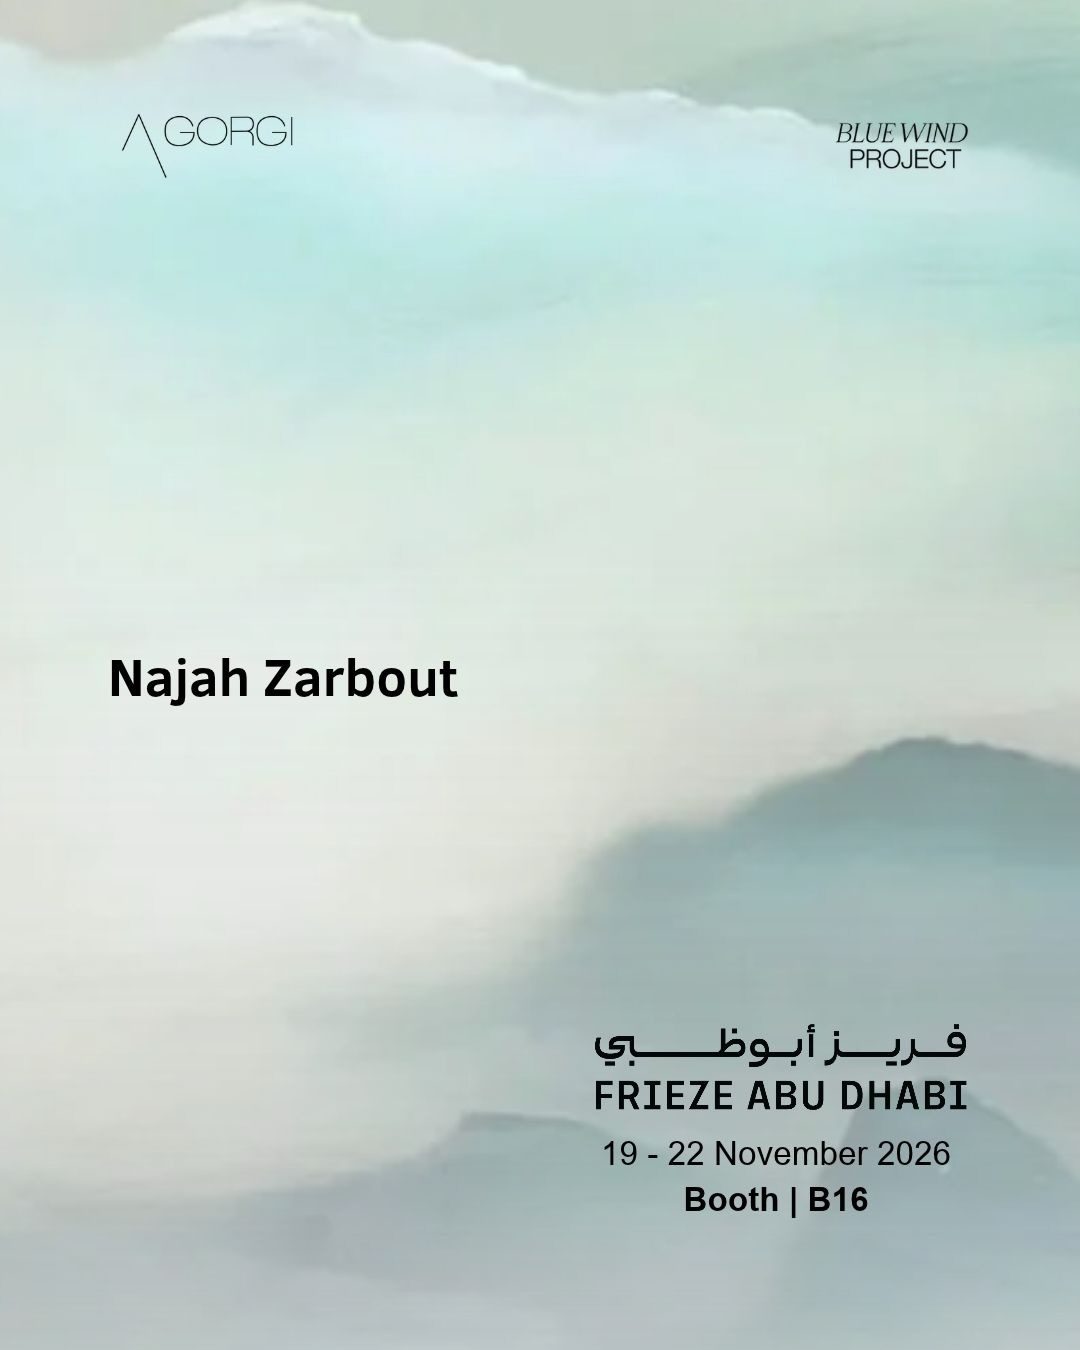 A GORGI
BLUE WIND
PROJECT
Najah Zarbout
فريز أبوظبي
FRIEZE ABU DHABI
19 - 22 November 2026
Booth | B16